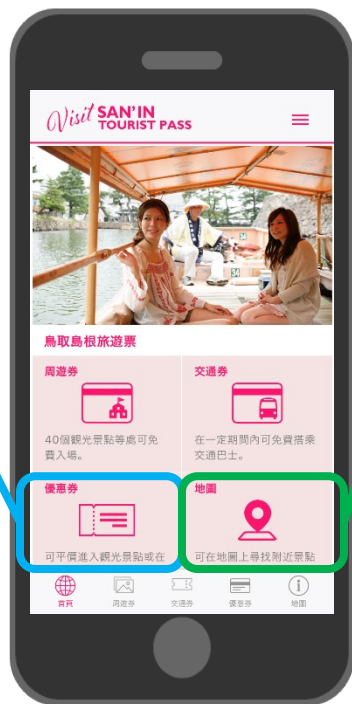 Visit SAN'IN
TOURIST PASS
34
鳥取島根旅遊票
周遊券
40個觀光景點等處可免
費入場。
交通券
在一定期間內可免費搭乘
交通巴士。
優惠券
可平價進入觀光景點或在
地圖
可在地圖上尋找附近景點
首頁
周遊券
交通券
優惠券
地圖